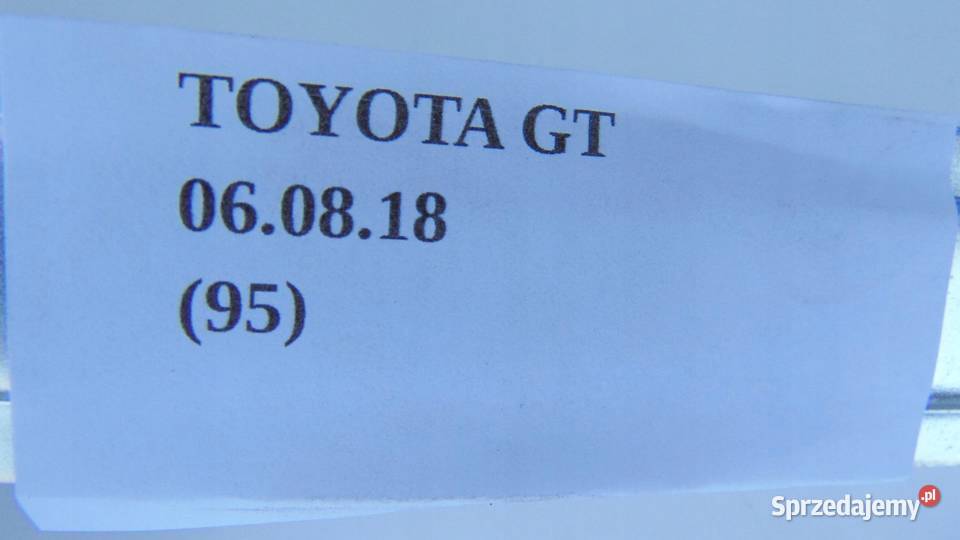 TOYOTA GT
06.08.18
(95)
Sprzedajemy.pl